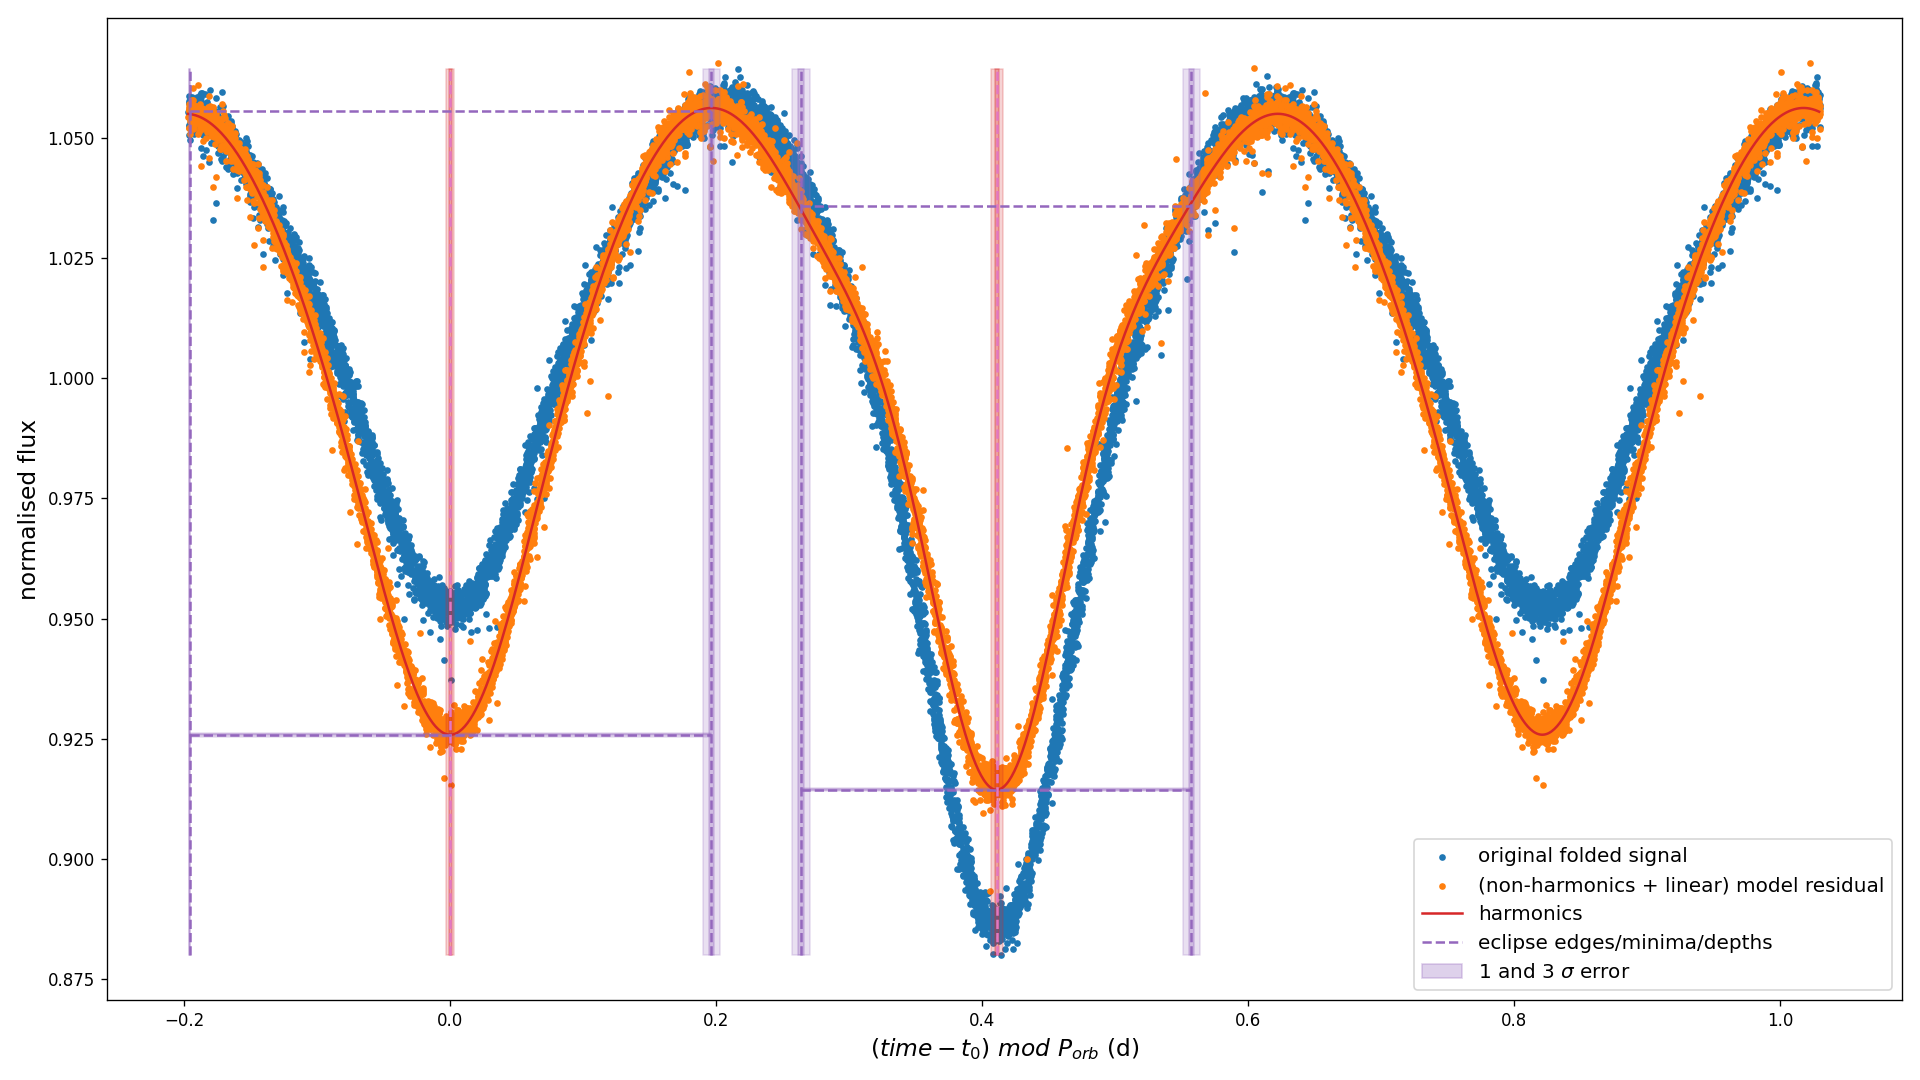 normalised flux
1.050
1.025
1.000
0.975
0.950
0.925
0.900
0.875
−0.2
0.0
0.2
0.4
0.6
0.8
1.0
(time − t₀) mod Pₒᵣb (d)
original folded signal
(non-harmonics + linear) model residual
harmonics
eclipse edges/minima/depths
1 and 3 σ error